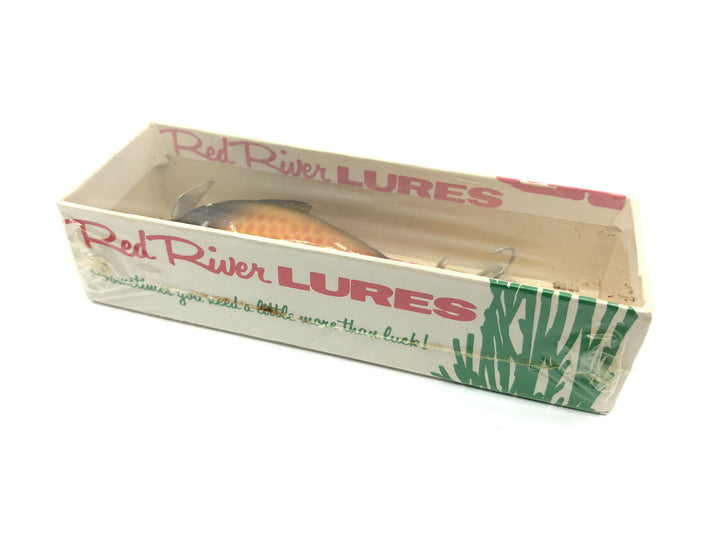 Red River LURES
Red River LURES
Sometimes you need a little more than luck!